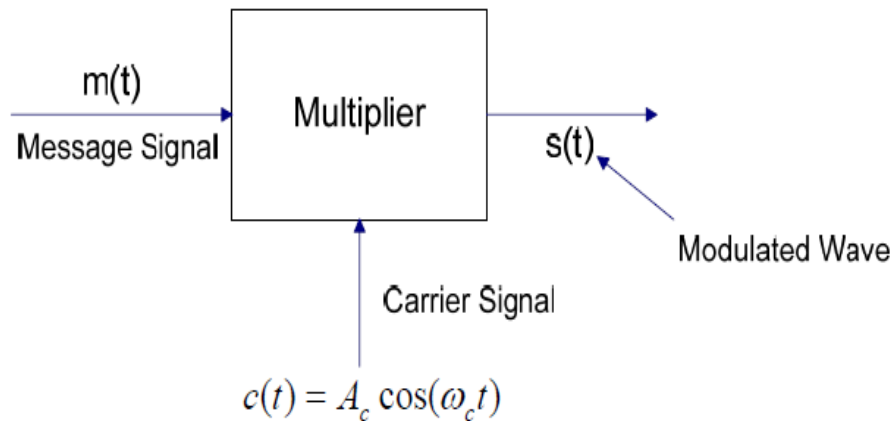 m(t)
Message Signal
Multiplier
s(t)
Modulated Wave
Carrier Signal
c(t) = A_c cos(ω_c t)